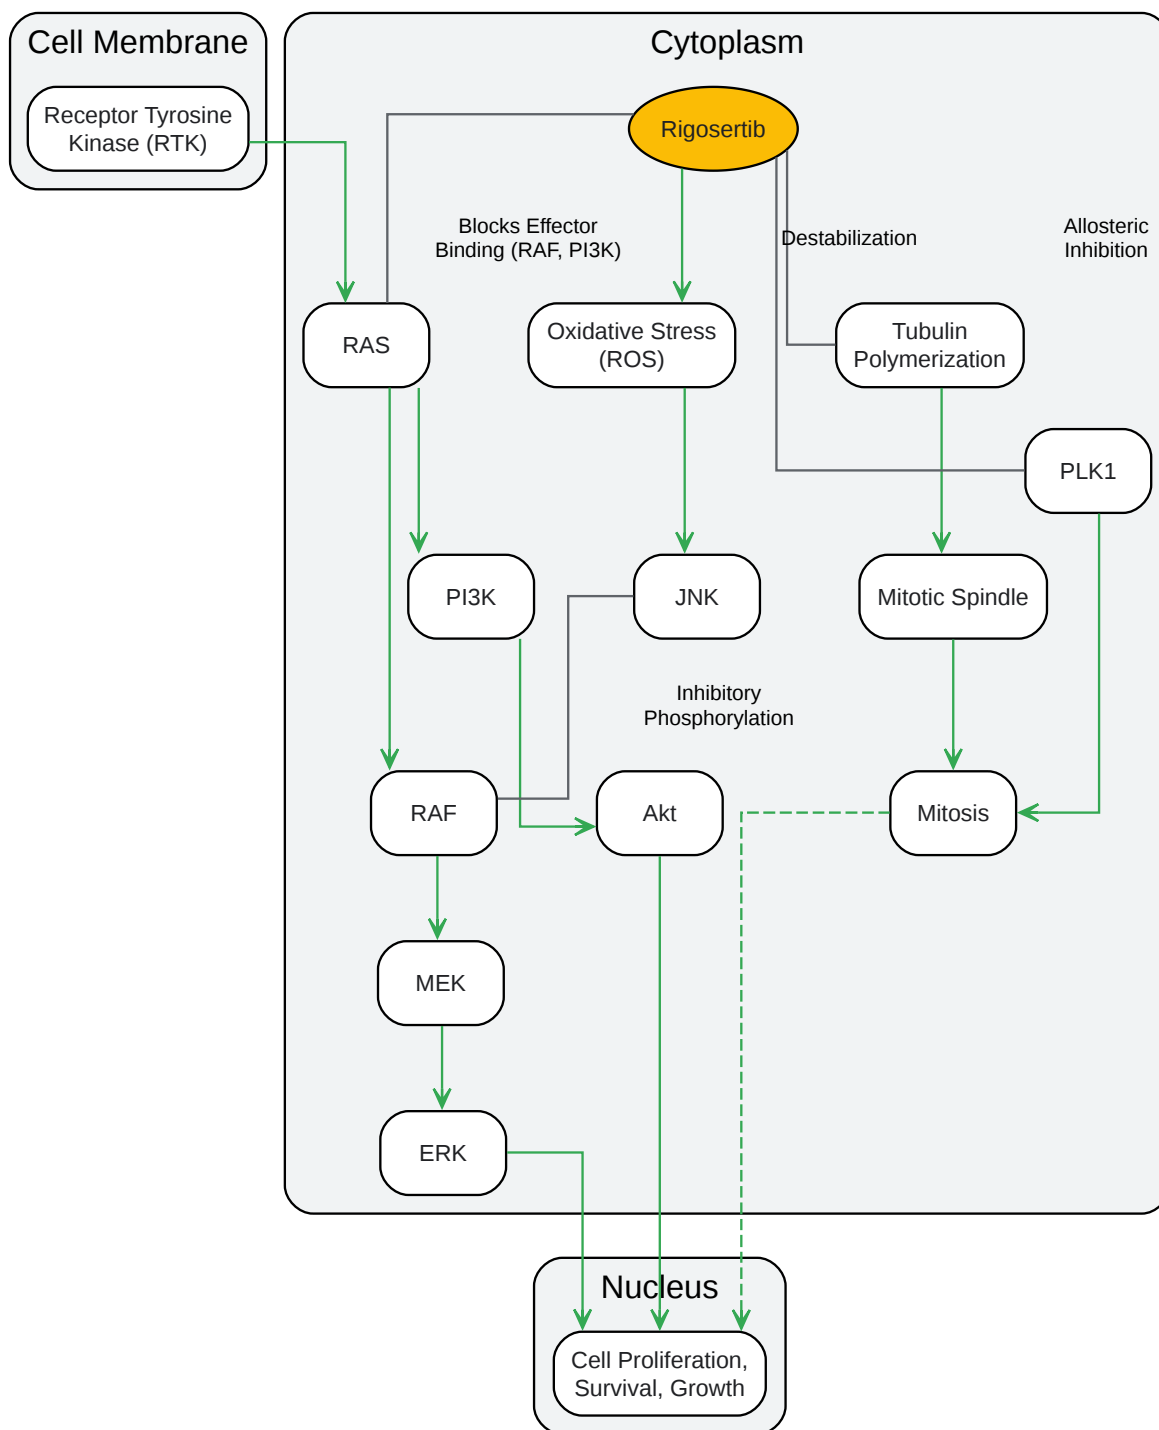 Cell Membrane
Receptor Tyrosine
Kinase (RTK)
Cytoplasm
Rigosertib
Blocks Effector
Binding (RAF, PI3K)
Destabilization
Allosteric
Inhibition
RAS
Oxidative Stress
(ROS)
Tubulin
Polymerization
PLK1
PI3K
JNK
Mitotic Spindle
Inhibitory
Phosphorylation
RAF
Akt
Mitosis
MEK
ERK
Nucleus
Cell Proliferation,
Survival, Growth